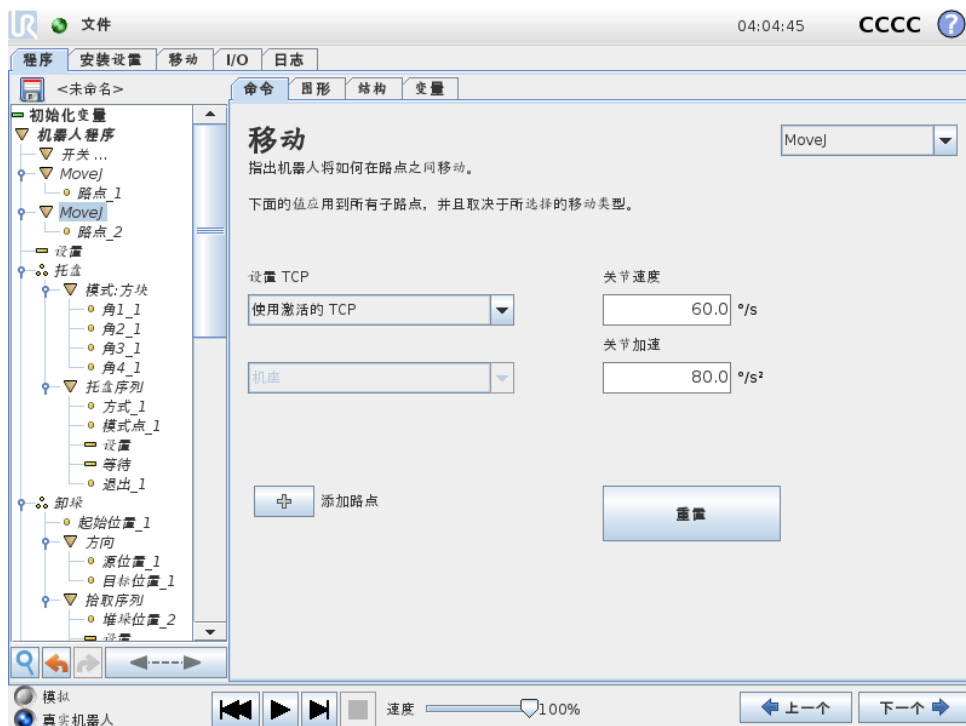 UR 文件 04:04:45 CCCC ?
程序 安装设置 移动 I/O 日志
<未命名> 命令 图形 结构 变量
初始化变量
机器人程序
开关 ...
MoveJ
路点_1
MoveJ
路点_2
设置
托盘
模式:方块
角1_1
角2_1
角3_1
角4_1
托盘序列
方式_1
模式点_1
设置
等待
退出_1
卸垛
起始位置_1
方向
源位置_1
目标位置_1
拾取序列
堆垛位置_2
设置
移动 MoveJ
指出机器人将如何在路点之间移动。
下面的值应用到所有子路点，并且取决于所选择的移动类型。
设置 TCP 关节速度
使用激活的 TCP 60.0 °/s
关节加速
机座 80.0 °/s²
添加路点 重置
模拟
真实机器人
速度 100% 上一个 下一个